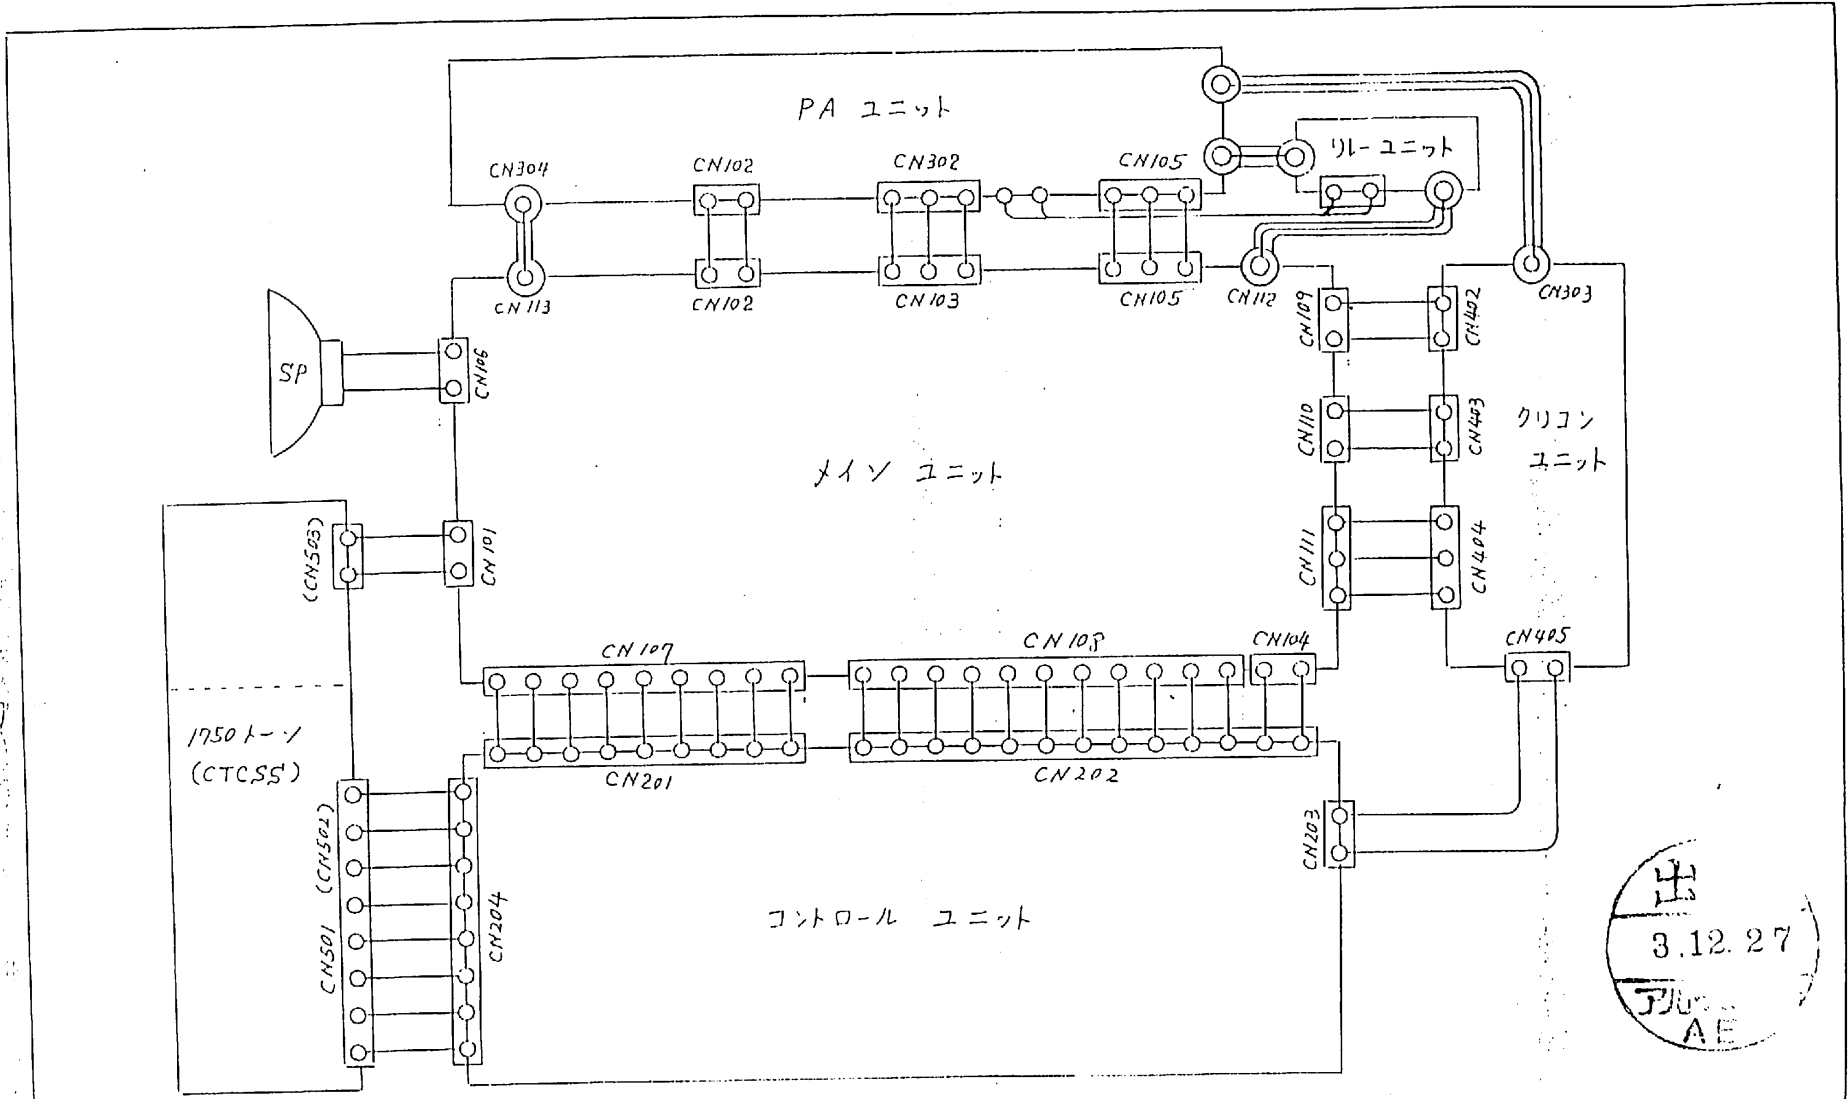 PA ユニット
CN304
CN102
CN302
CN105
リレーユニット
CN113
CN102
CN103
CN105
CN112
CN303
CN109
CN402
SP
CN106
CN110
CN403
クリコン
ユニット
メイン ユニット
(CN503)
CN101
CN111
CN404
CN107
CN108
CN104
CN405
1750トーン
(CTCSS)
CN201
CN202
CN203
(CN502)
CN501
CN204
コントロール ユニット
出
3.12.27